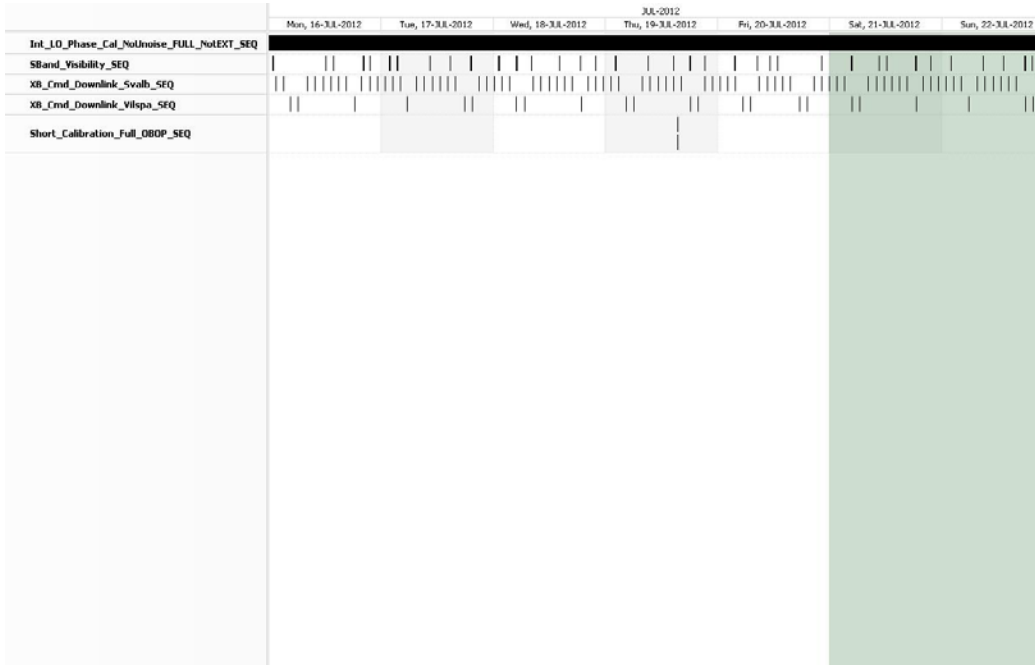 JUL-2012
Mon, 16-JUL-2012 Tue, 17-JUL-2012 Wed, 18-JUL-2012 Thu, 19-JUL-2012 Fri, 20-JUL-2012 Sat, 21-JUL-2012 Sun, 22-JUL-2012
Int_LO_Phase_Cal_NoUnoise_FULL_NotEXT_SEQ
SBand_Visibility_SEQ
XB_Cmd_Downlink_Svalb_SEQ
XB_Cmd_Downlink_Vilspa_SEQ
Short_Calibration_Full_OBOP_SEQ